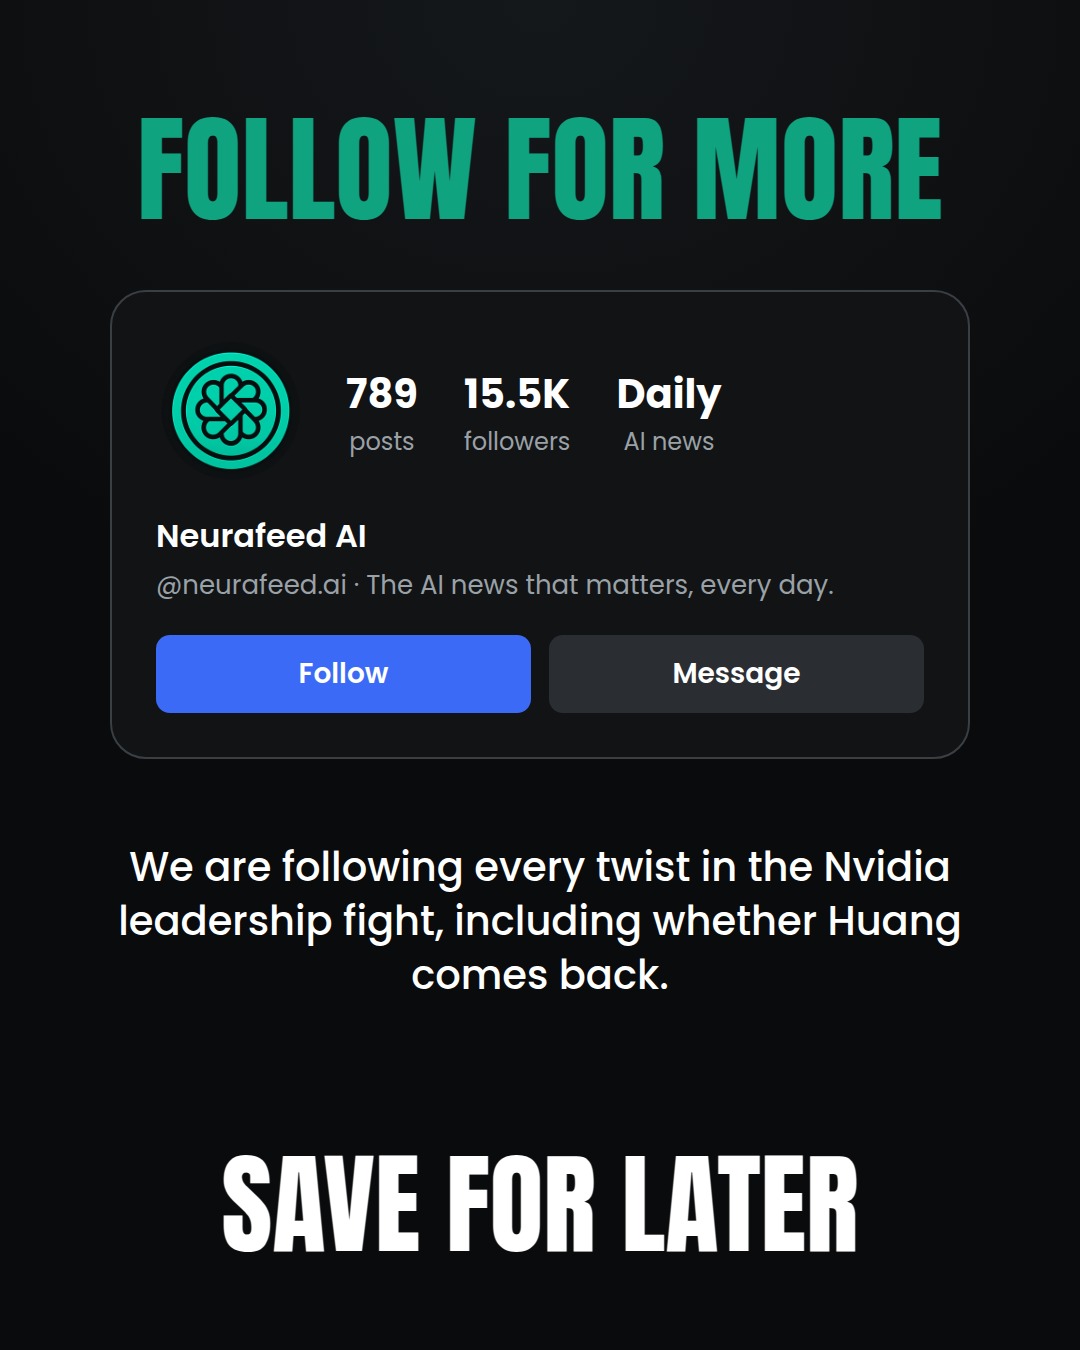 FOLLOW FOR MORE
789 15.5K Daily
posts followers AI news
Neurafeed AI
@neurafeed.ai · The AI news that matters, every day.
Follow Message
We are following every twist in the Nvidia
leadership fight, including whether Huang
comes back.
SAVE FOR LATER